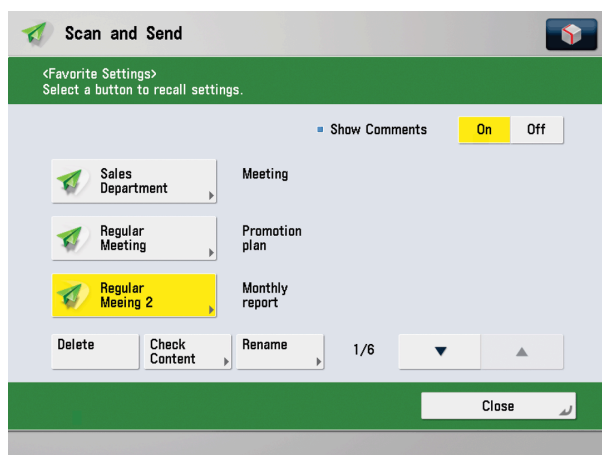 Scan and Send
<Favorite Settings>
Select a button to recall settings.
Show Comments On Off
Sales
Department
Meeting
Regular
Meeting
Promotion
plan
Regular
Meeing 2
Monthly
report
Delete
Check
Content
Rename
1/6
Close